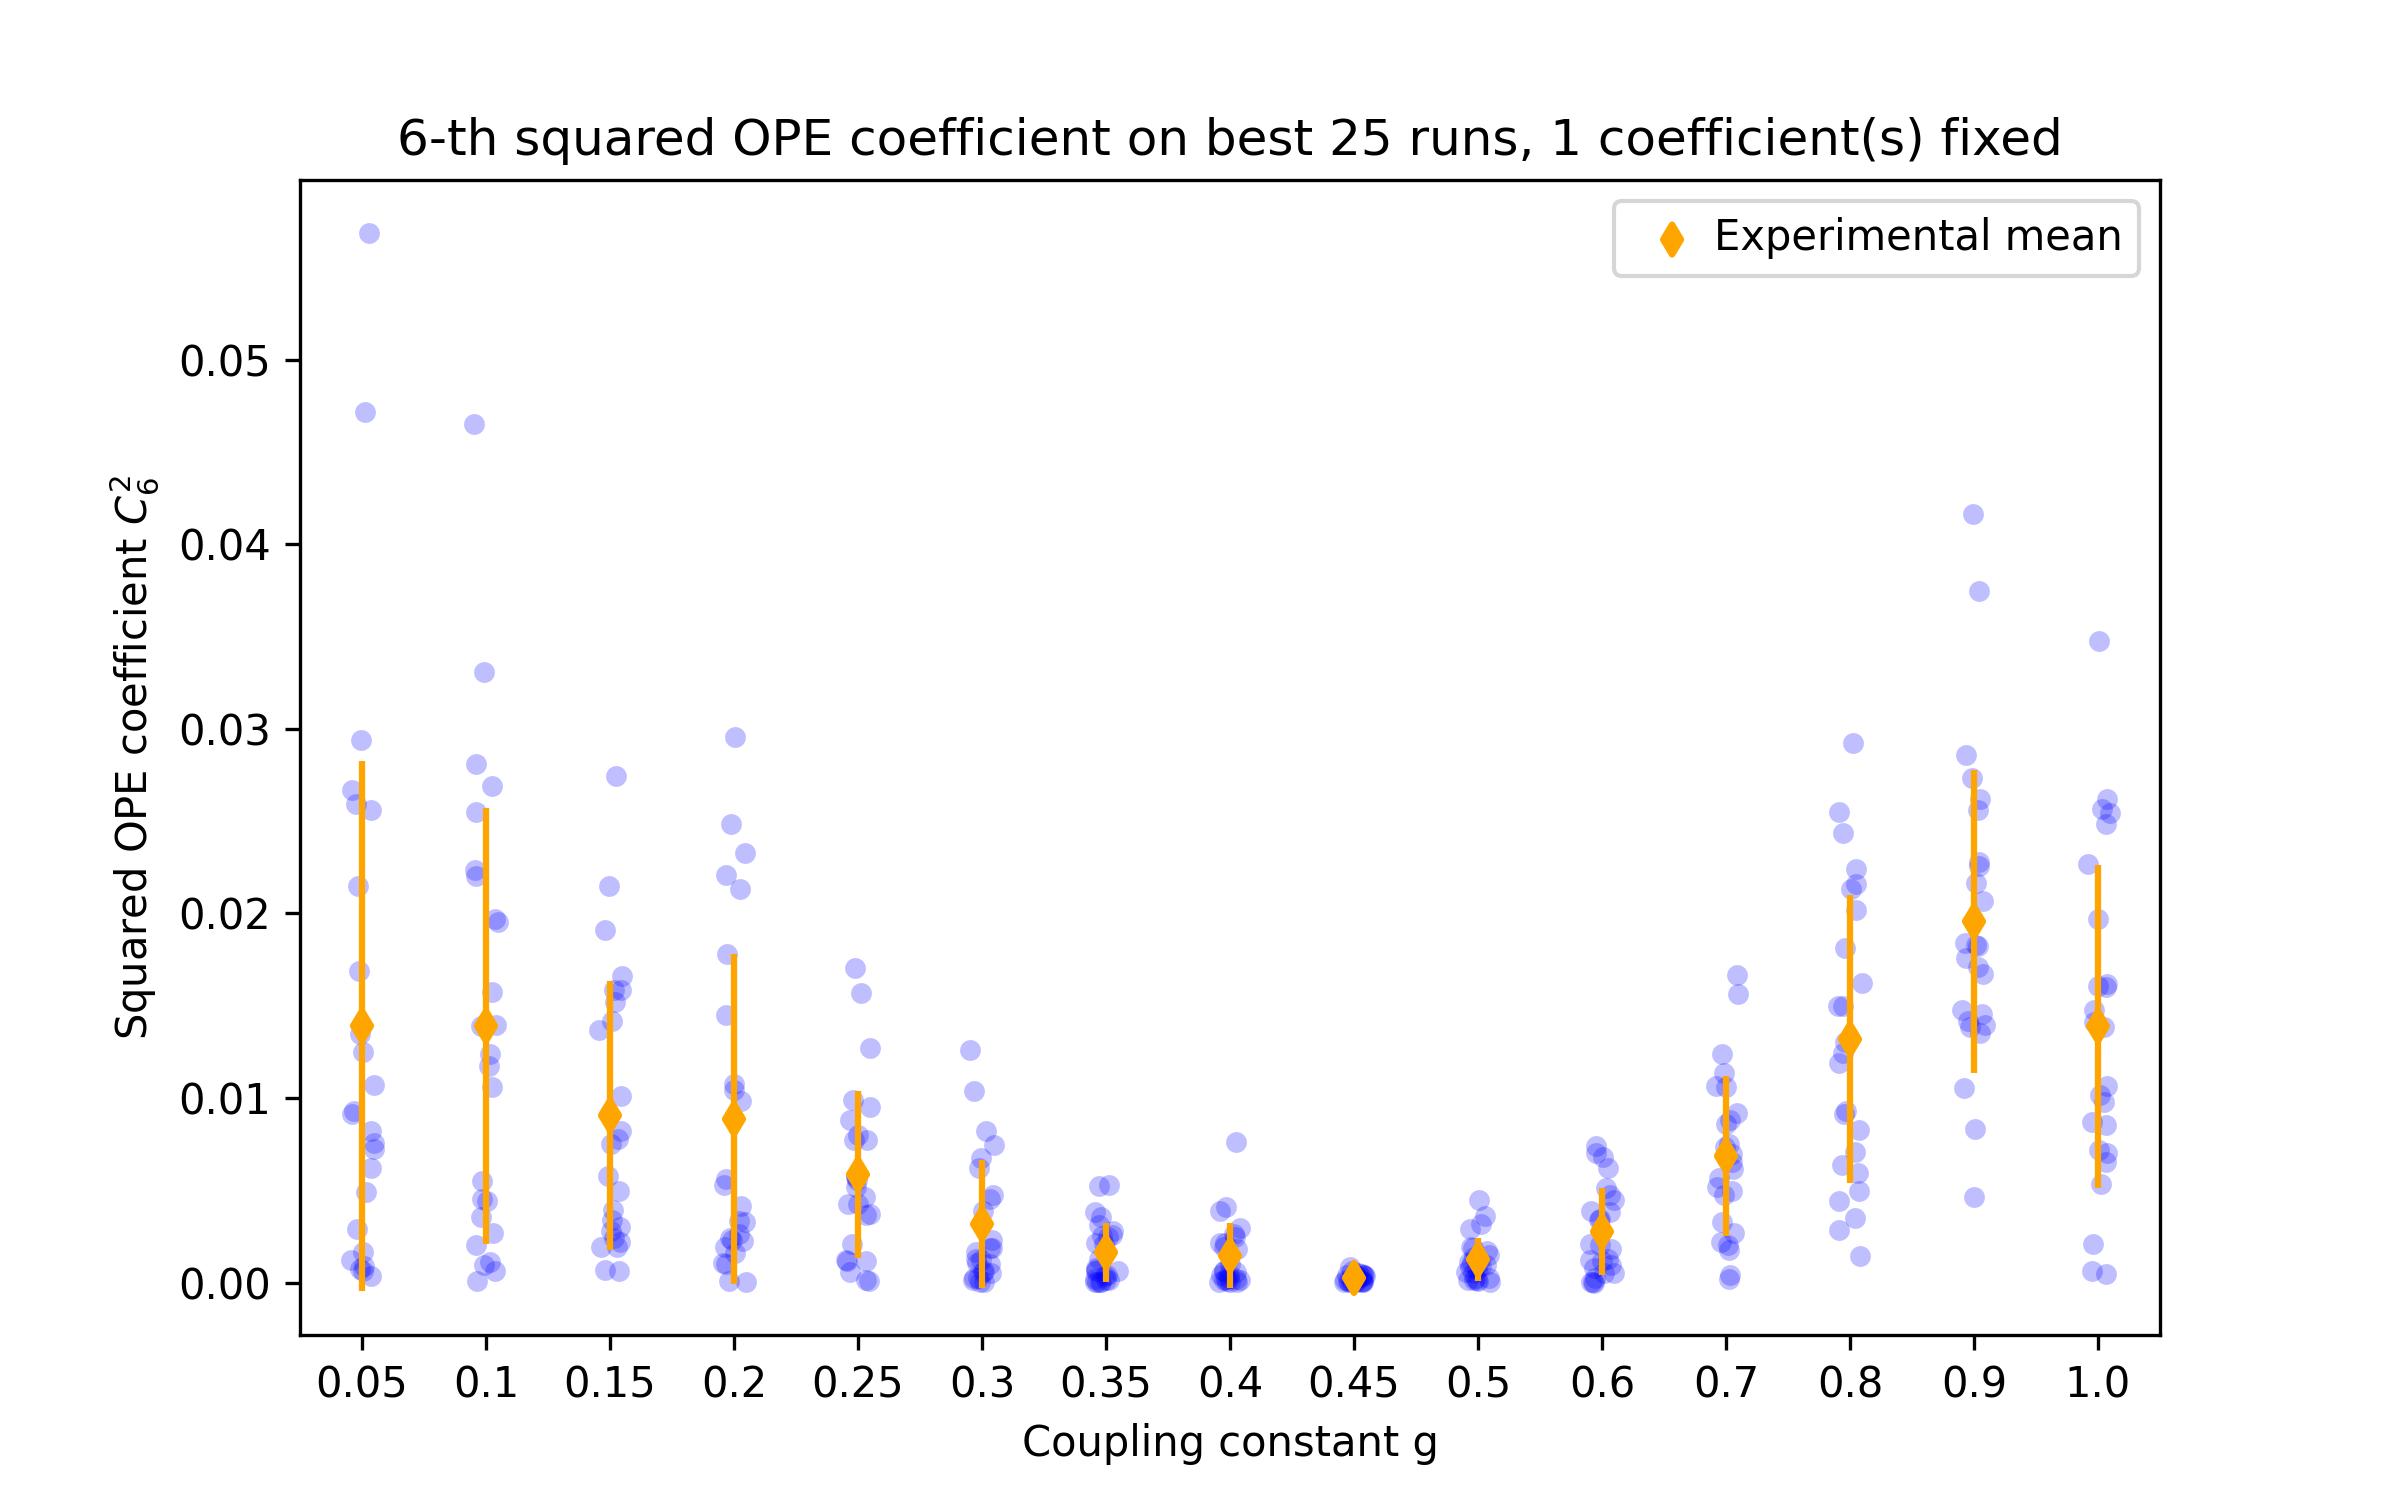 6-th squared OPE coefficient on best 25 runs, 1 coefficient(s) fixed
Experimental mean
Squared OPE coefficient $C_6^2$
0.05
0.04
0.03
0.02
0.01
0.00
0.05 0.1 0.15 0.2 0.25 0.3 0.35 0.4 0.45 0.5 0.6 0.7 0.8 0.9 1.0
Coupling constant g